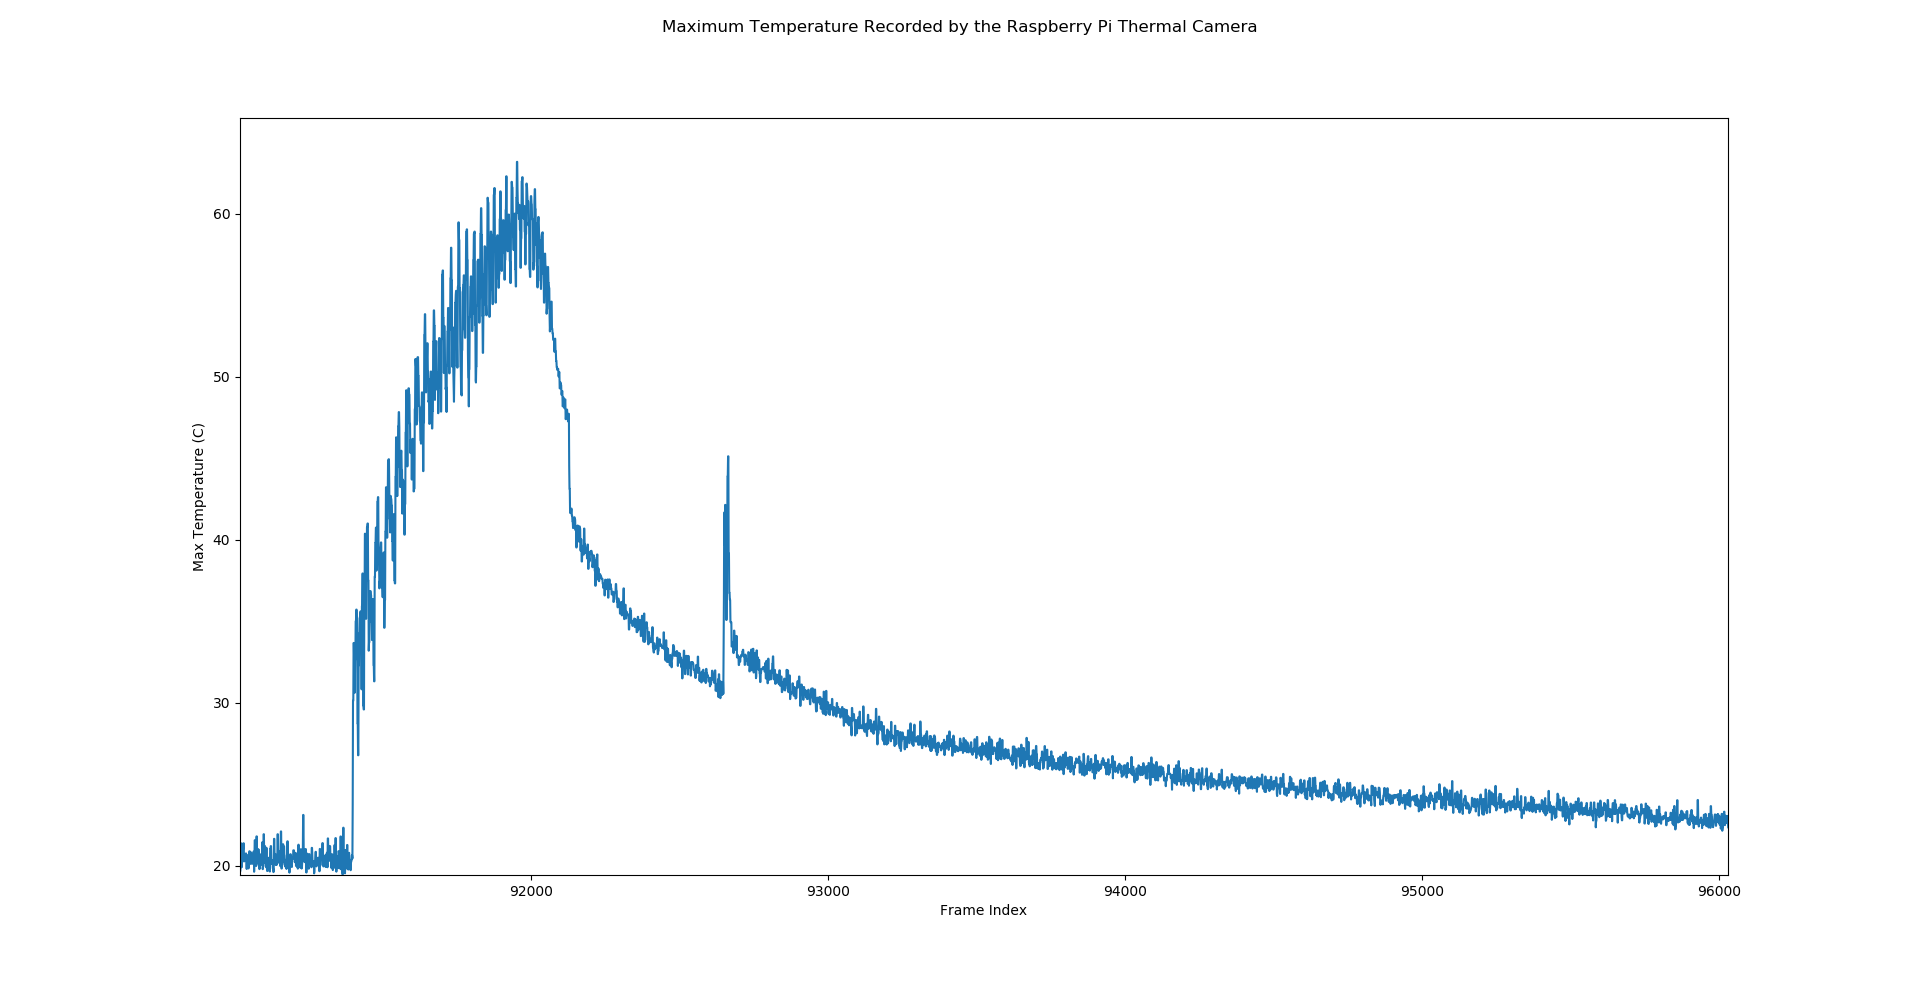 Maximum Temperature Recorded by the Raspberry Pi Thermal Camera
60
50
40
30
20
Max Temperature (C)
92000 93000 94000 95000 96000
Frame Index